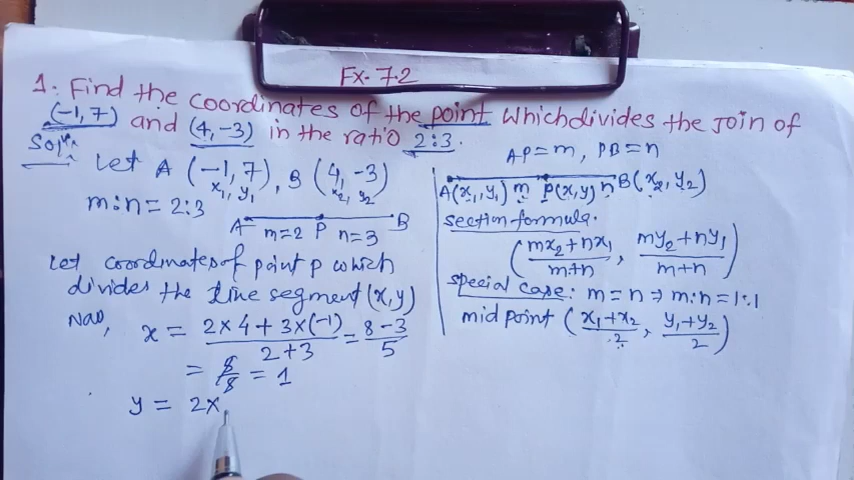 Ex- 7.2
1. Find the coordinates of the point which divides the join of
(-1, 7) and (4, -3) in the ratio 2:3.
Solⁿ:
Let A (-1, 7), B (4, -3)
x₁, y₁ x₂, y₂
m:n = 2:3
A m=2 P n=3 B
Let coordinates of point P which
divides the line segment (x, y)
Now,
x = (2×4 + 3×(-1))/(2+3) = (8-3)/5
= 5/5 = 1
y = 2×
AP = m, PB = n
A(x₁, y₁) m P(x, y) n B(x₂, y₂)
section formula.
((mx₂+nx₁)/(m+n), (my₂+ny₁)/(m+n))
special case: m=n ⇒ m:n = 1:1
mid point ((x₁+x₂)/2, (y₁+y₂)/2)